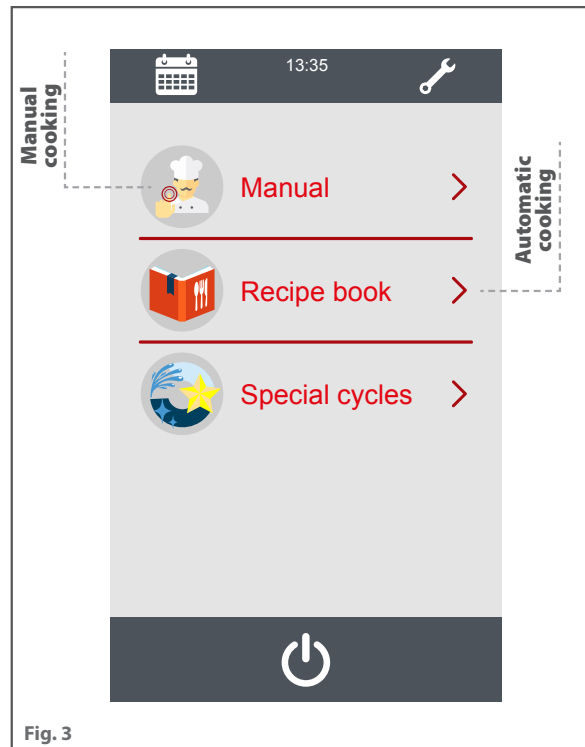 13:35
Manual
cooking
Manual
Automatic
cooking
Recipe book
Special cycles
Fig. 3